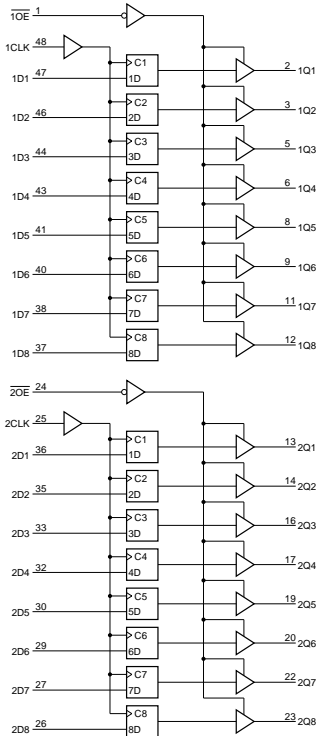 1OE 1
1CLK 48
C1
1D1 47 1D 2 1Q1
C2
1D2 46 2D 3 1Q2
C3
1D3 44 3D 5 1Q3
C4
1D4 43 4D 6 1Q4
C5
1D5 41 5D 8 1Q5
C6
1D6 40 6D 9 1Q6
C7
1D7 38 7D 11 1Q7
C8
1D8 37 8D 12 1Q8
2OE 24
2CLK 25
C1
2D1 36 1D 13 2Q1
C2
2D2 35 2D 14 2Q2
C3
2D3 33 3D 16 2Q3
C4
2D4 32 4D 17 2Q4
C5
2D5 30 5D 19 2Q5
C6
2D6 29 6D 20 2Q6
C7
2D7 27 7D 22 2Q7
C8
2D8 26 8D 23 2Q8